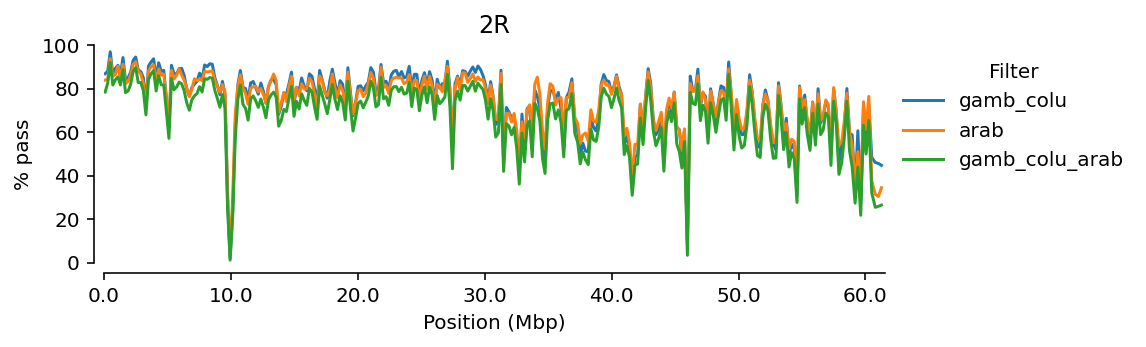 2R
100
80
60
40
20
0
% pass
0.0 10.0 20.0 30.0 40.0 50.0 60.0
Position (Mbp)
Filter
gamb_colu
arab
gamb_colu_arab